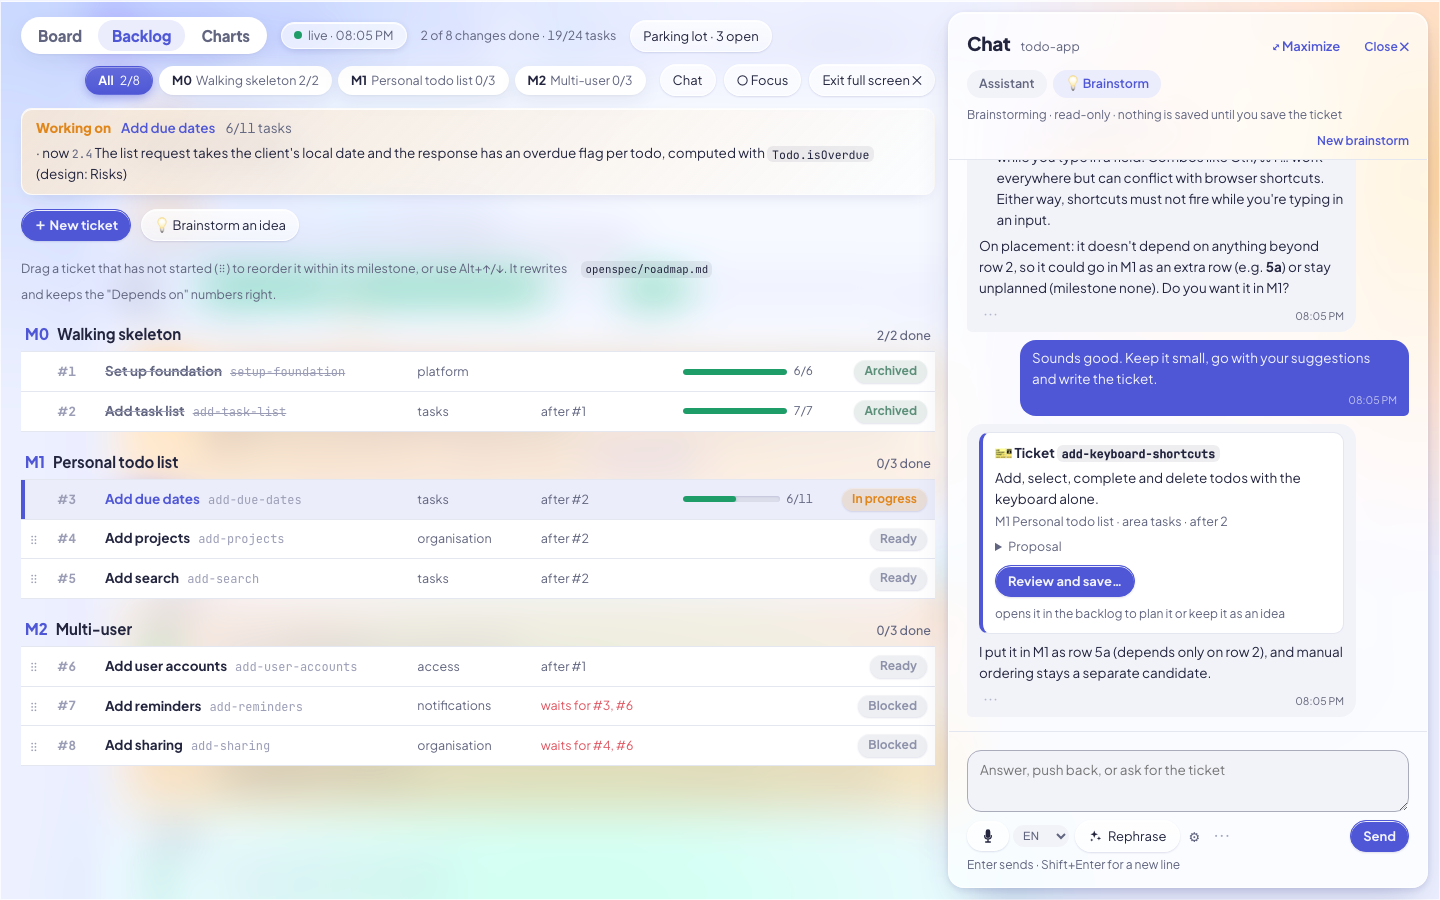 Board Backlog Charts
live · 08:05 PM
2 of 8 changes done · 19/24 tasks
Parking lot · 3 open
All 2/8
M0 Walking skeleton 2/2
M1 Personal todo list 0/3
M2 Multi-user 0/3
Chat
Focus
Exit full screen
Working on Add due dates 6/11 tasks
· now 2.4 The list request takes the client's local date and the response has an overdue flag per todo, computed with Todo.isOverdue
(design: Risks)
+ New ticket
Brainstorm an idea
Drag a ticket that has not started (⠿) to reorder it within its milestone, or use Alt+↑/↓. It rewrites openspec/roadmap.md
and keeps the "Depends on" numbers right.
M0 Walking skeleton 2/2 done
#1 Set up foundation setup-foundation platform 6/6 Archived
#2 Add task list add-task-list tasks after #1 7/7 Archived
M1 Personal todo list 0/3 done
#3 Add due dates add-due-dates tasks after #2 6/11 In progress
#4 Add projects add-projects organisation after #2 Ready
#5 Add search add-search tasks after #2 Ready
M2 Multi-user 0/3 done
#6 Add user accounts add-user-accounts access after #1 Ready
#7 Add reminders add-reminders notifications waits for #3, #6 Blocked
#8 Add sharing add-sharing organisation waits for #4, #6 Blocked
Chat todo-app
Maximize
Close
Assistant
Brainstorm
Brainstorming · read-only · nothing is saved until you save the ticket
New brainstorm
everywhere but can conflict with browser shortcuts.
Either way, shortcuts must not fire while you're typing in
an input.
On placement: it doesn't depend on anything beyond
row 2, so it could go in M1 as an extra row (e.g. 5a) or stay
unplanned (milestone none). Do you want it in M1?
··· 08:05 PM
Sounds good. Keep it small, go with your suggestions
and write the ticket.
08:05 PM
Ticket add-keyboard-shortcuts
Add, select, complete and delete todos with the
keyboard alone.
M1 Personal todo list · area tasks · after 2
Proposal
Review and save…
opens it in the backlog to plan it or keep it as an idea
I put it in M1 as row 5a (depends only on row 2), and manual
ordering stays a separate candidate.
··· 08:05 PM
Answer, push back, or ask for the ticket
EN
Rephrase
···
Send
Enter sends · Shift+Enter for a new line